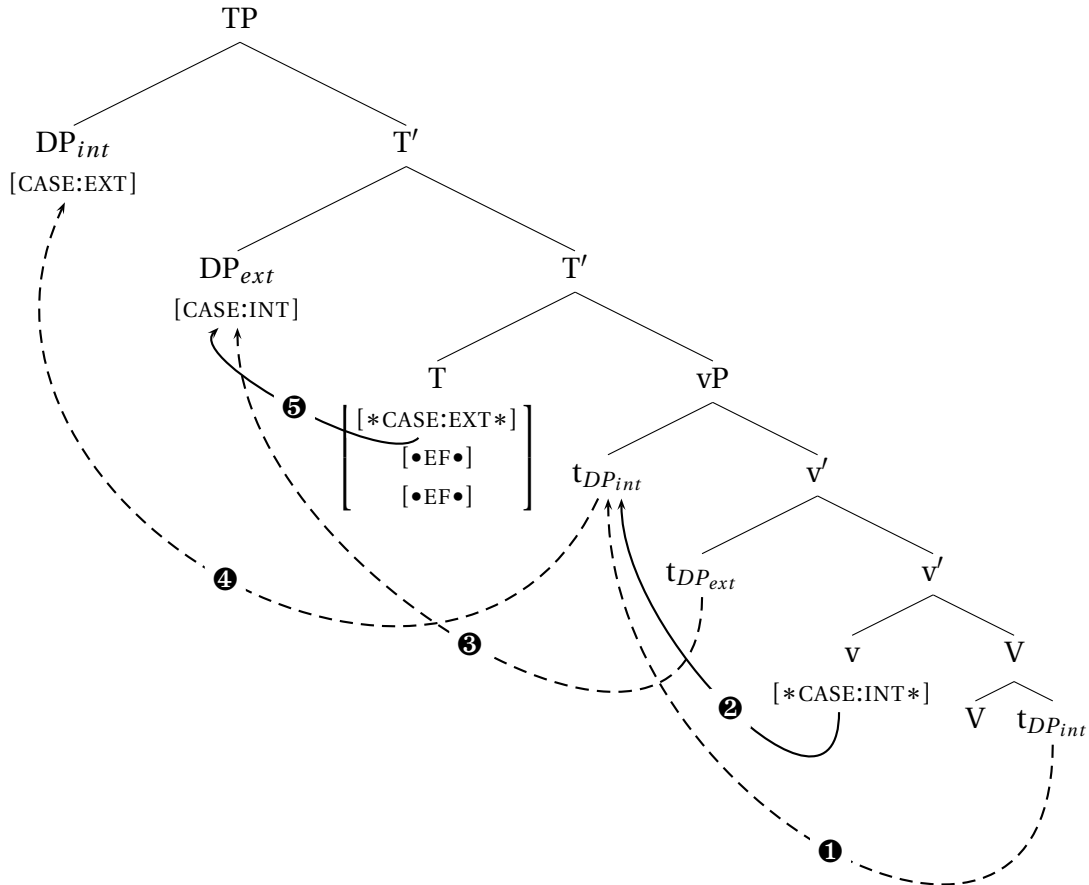 TP
DP_int T′
[CASE:EXT]
DP_ext T′
[CASE:INT]
T vP
❺ [∗CASE:EXT∗]
[•EF•]
t_DP_int v′
[•EF•]
❹ t_DP_ext v′
❸ v V
❷ [∗CASE:INT∗] V t_DP_int
❶